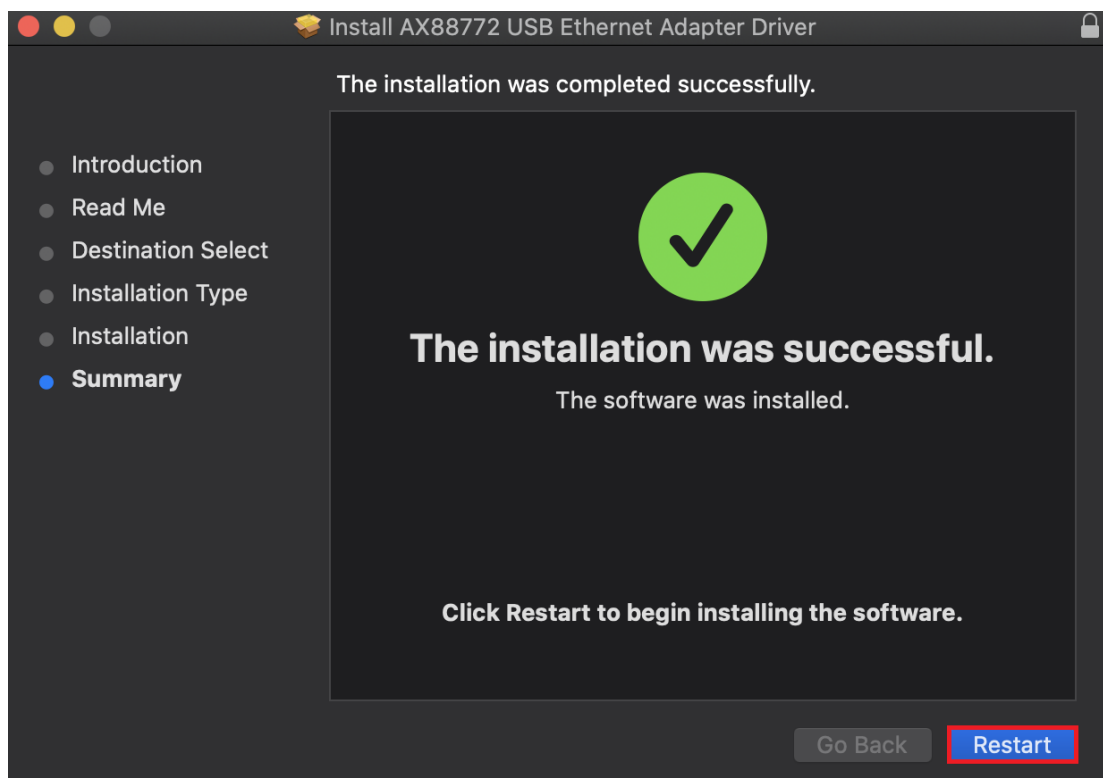 Install AX88772 USB Ethernet Adapter Driver
The installation was completed successfully.
Introduction
Read Me
Destination Select
Installation Type
Installation
Summary
The installation was successful.
The software was installed.
Click Restart to begin installing the software.
Go Back
Restart